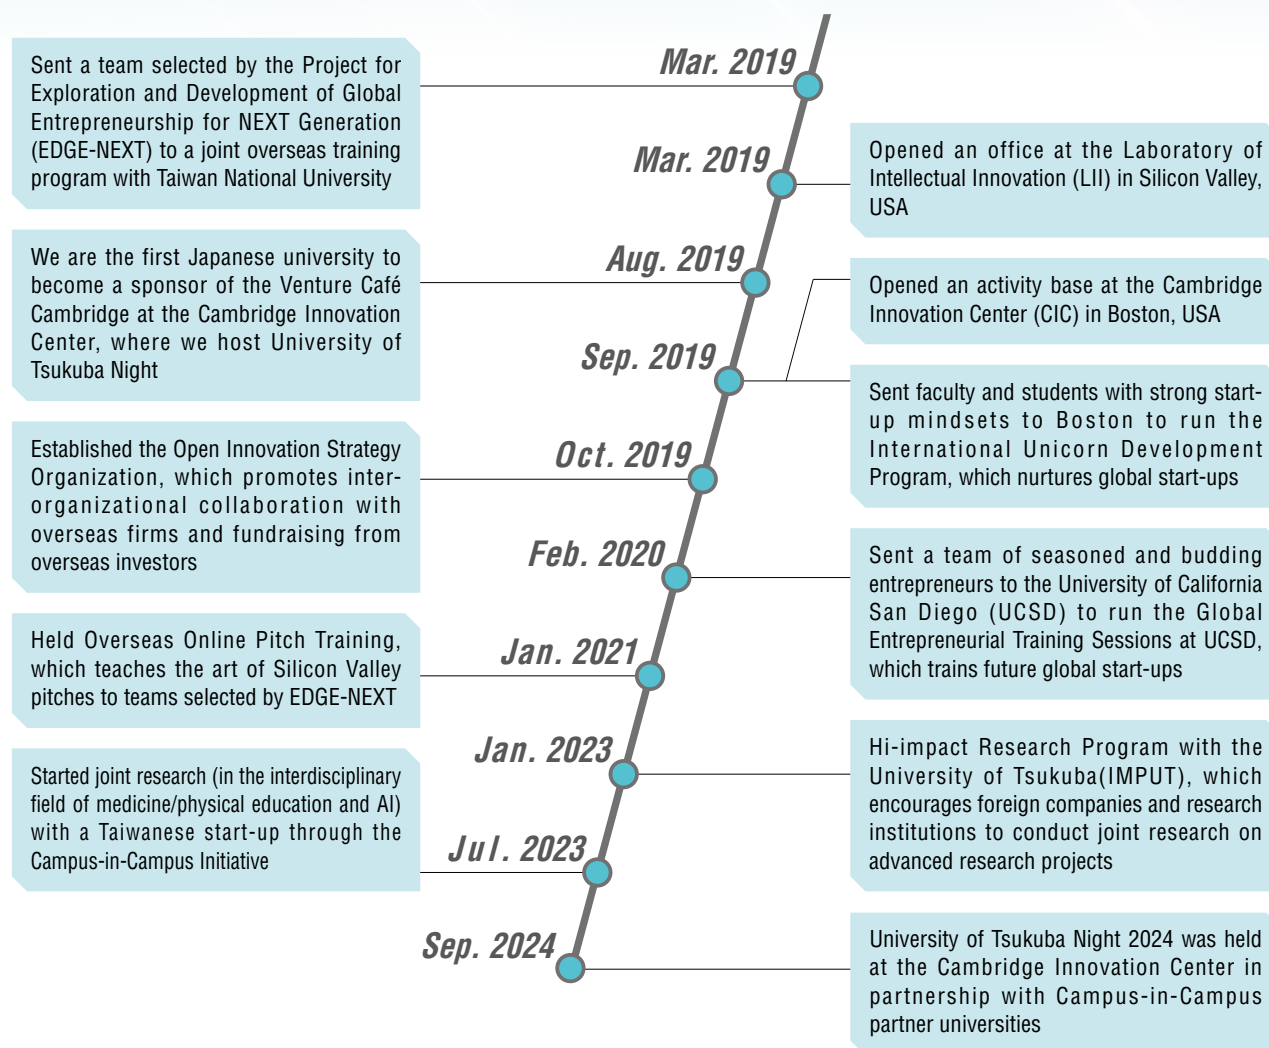 Mar. 2019
Sent a team selected by the Project for
Exploration and Development of Global
Entrepreneurship for NEXT Generation
(EDGE-NEXT) to a joint overseas training
program with Taiwan National University
Mar. 2019
Opened an office at the Laboratory of
Intellectual Innovation (LII) in Silicon Valley,
USA
Aug. 2019
We are the first Japanese university to
become a sponsor of the Venture Café
Cambridge at the Cambridge Innovation
Center, where we host University of
Tsukuba Night
Sep. 2019
Opened an activity base at the Cambridge
Innovation Center (CIC) in Boston, USA
Sent faculty and students with strong start-
up mindsets to Boston to run the
International Unicorn Development
Program, which nurtures global start-ups
Oct. 2019
Established the Open Innovation Strategy
Organization, which promotes inter-
organizational collaboration with
overseas firms and fundraising from
overseas investors
Feb. 2020
Sent a team of seasoned and budding
entrepreneurs to the University of California
San Diego (UCSD) to run the Global
Entrepreneurial Training Sessions at UCSD,
which trains future global start-ups
Jan. 2021
Held Overseas Online Pitch Training,
which teaches the art of Silicon Valley
pitches to teams selected by EDGE-NEXT
Jan. 2023
Hi-impact Research Program with the
University of Tsukuba(IMPUT), which
encourages foreign companies and research
institutions to conduct joint research on
advanced research projects
Jul. 2023
Started joint research (in the interdisciplinary
field of medicine/physical education and AI)
with a Taiwanese start-up through the
Campus-in-Campus Initiative
Sep. 2024
University of Tsukuba Night 2024 was held
at the Cambridge Innovation Center in
partnership with Campus-in-Campus
partner universities